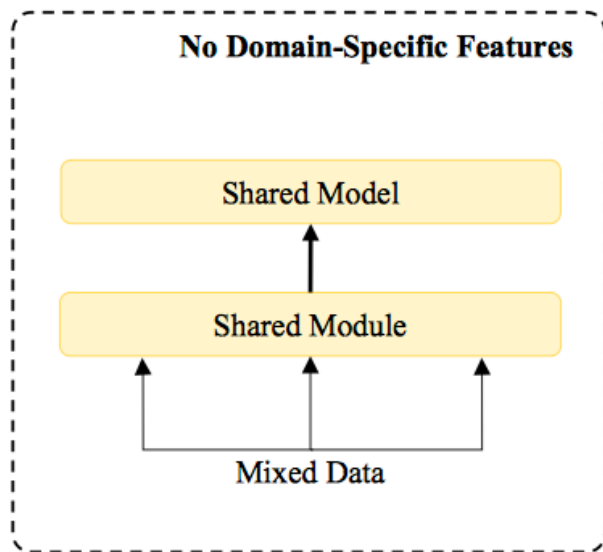 No Domain-Specific Features
Shared Model
Shared Module
Mixed Data